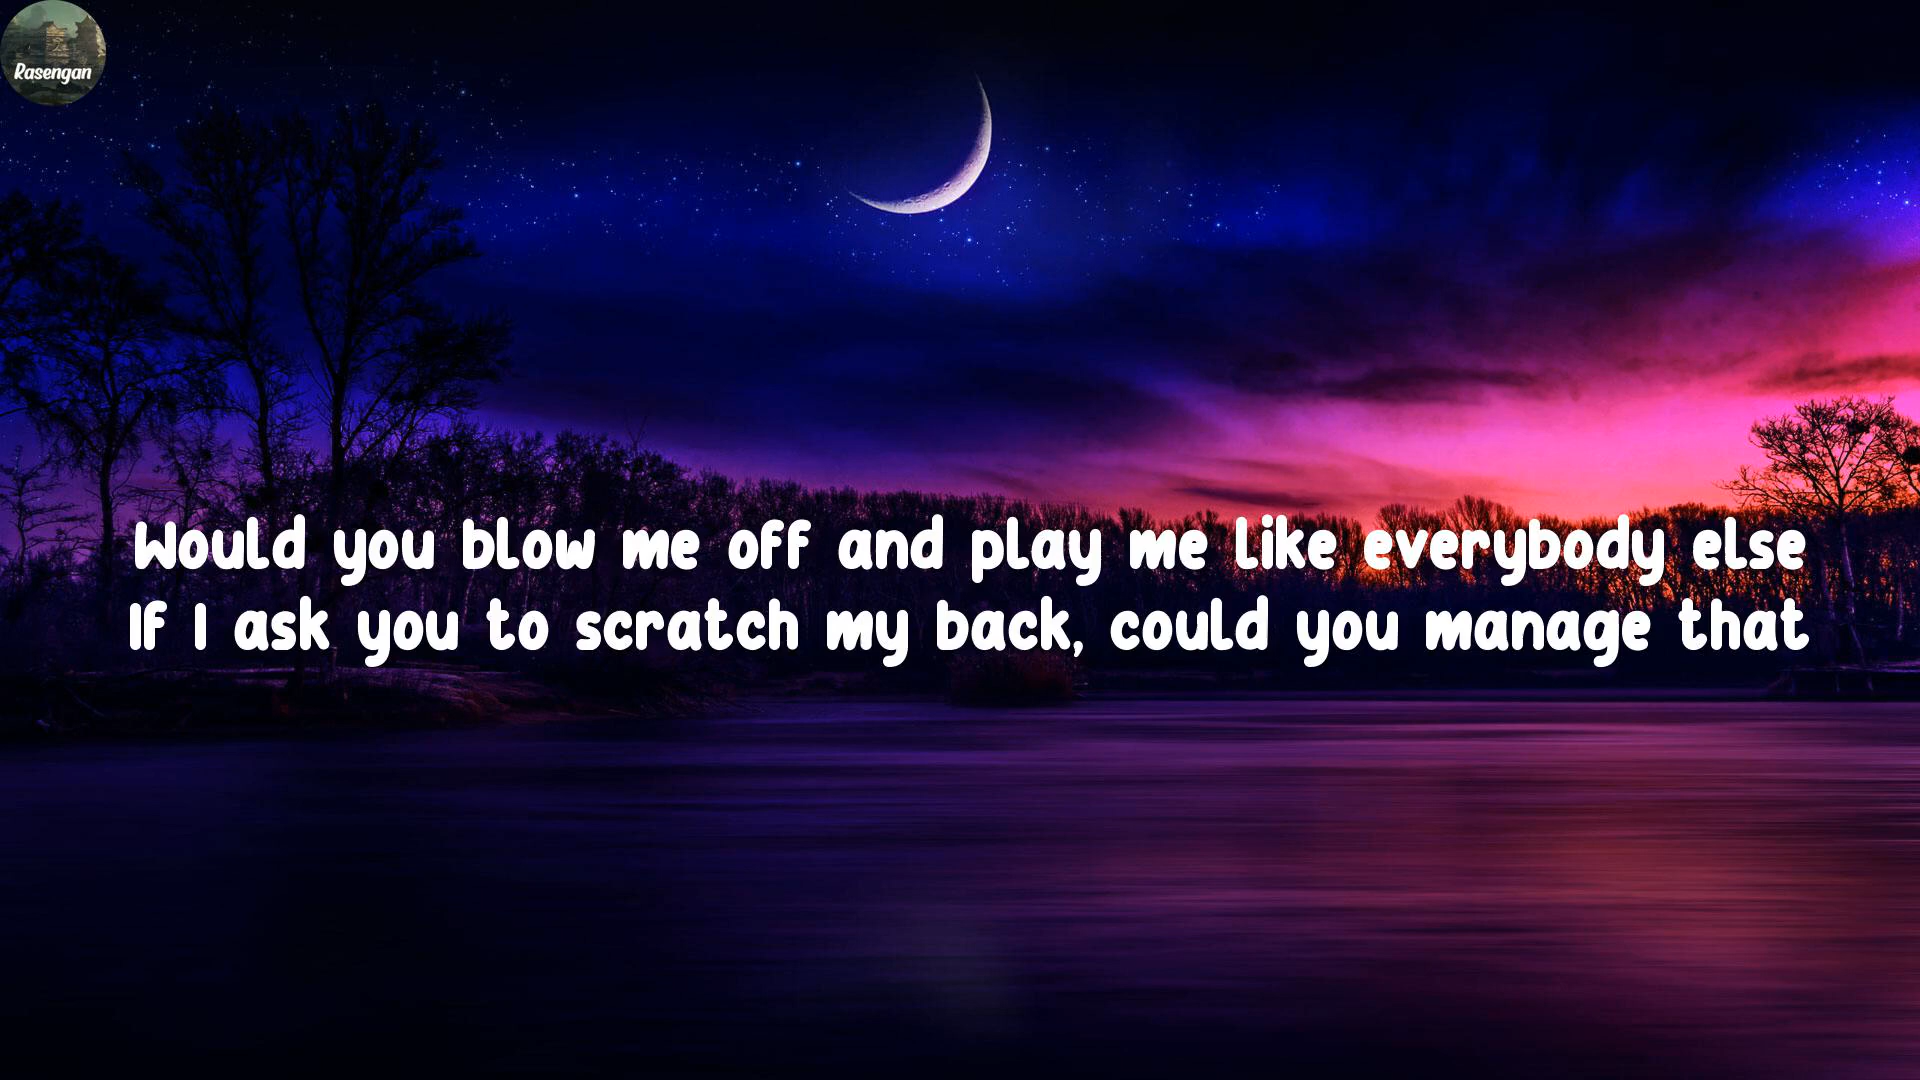 Rasengan
Would you blow me off and play me like everybody else
If I ask you to scratch my back, could you manage that